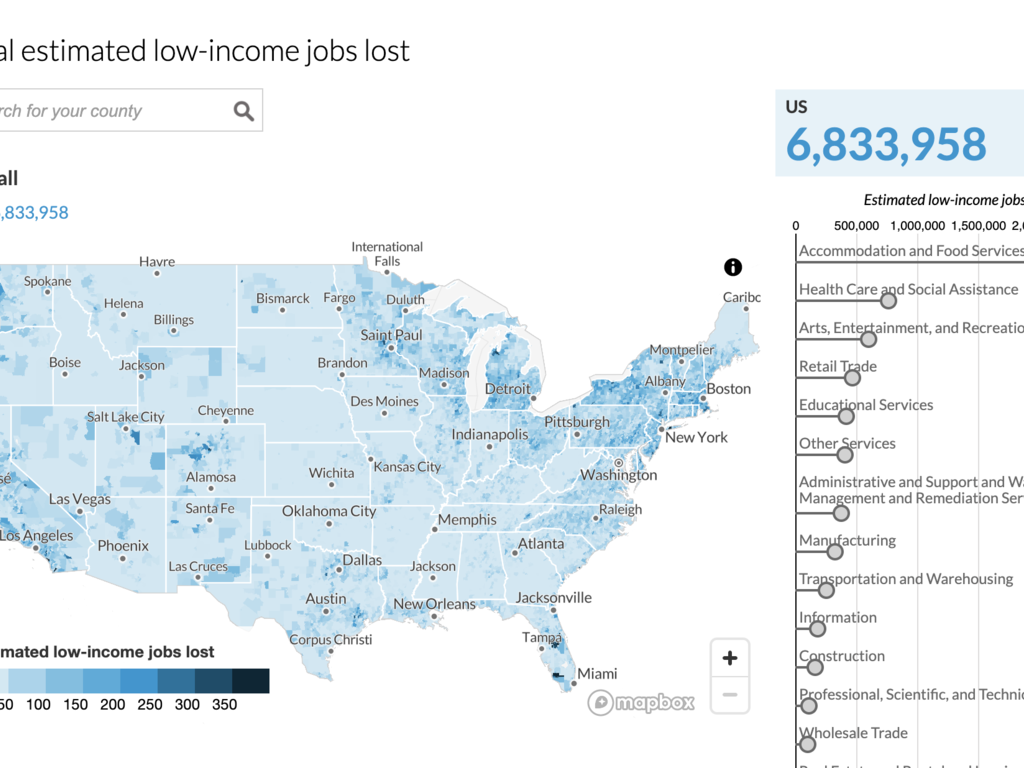 al estimated low-income jobs lost
rch for your county
US
6,833,958
all
,833,958
Estimated low-income jobs
0 500,000 1,000,000 1,500,000 2,
Accommodation and Food Services
Health Care and Social Assistance
Arts, Entertainment, and Recreatio
Retail Trade
Educational Services
Other Services
Administrative and Support and Wa
Management and Remediation Ser
Manufacturing
Transportation and Warehousing
Information
Construction
Professional, Scientific, and Technic
Wholesale Trade
International
Falls
Havre
Spokane
Helena
Billings
Bismarck
Fargo
Duluth
Caribo
Saint Paul
Montpelier
Boise
Jackson
Brandon
Madison
Detroit
Albany
Boston
Des Moines
Salt Lake City
Cheyenne
Pittsburgh
Indianapolis
New York
sé
Alamosa
Wichita
Kansas City
Washington
Las Vegas
Santa Fe
Oklahoma City
Memphis
Raleigh
Los Angeles
Phoenix
Lubbock
Atlanta
Las Cruces
Dallas
Jackson
Austin
New Orleans
Jacksonville
Corpus Christi
Tampa
Miami
mated low-income jobs lost
50 100 150 200 250 300 350
mapbox